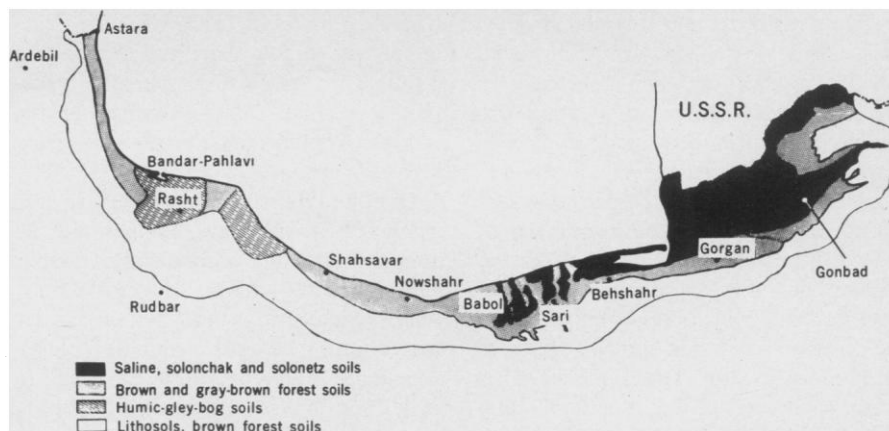 Astara
Ardebil
U.S.S.R.
Bandar-Pahlavi
Rasht
Gorgan
Shahsavar
Gonbad
Nowshahr
Babol
Behshahr
Rudbar
Sari
Saline, solonchak and solonetz soils
Brown and gray-brown forest soils
Humic-gley-bog soils
Lithosols, brown forest soils